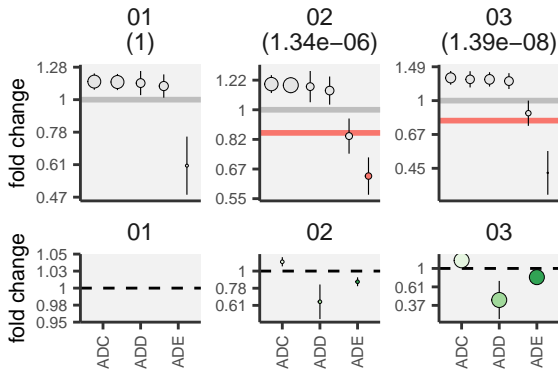 01 02 03
(1) (1.34e−06) (1.39e−08)
fold change
1.28 1.22 1.49
1 1 1
0.78 0.82 0.67
0.61 0.67 0.45
0.47 0.55
01 02 03
fold change
1.05
1.03 1 1
1 0.78 0.61
0.98 0.61 0.37
0.95
ADC ADD ADE ADC ADD ADE ADC ADD ADE